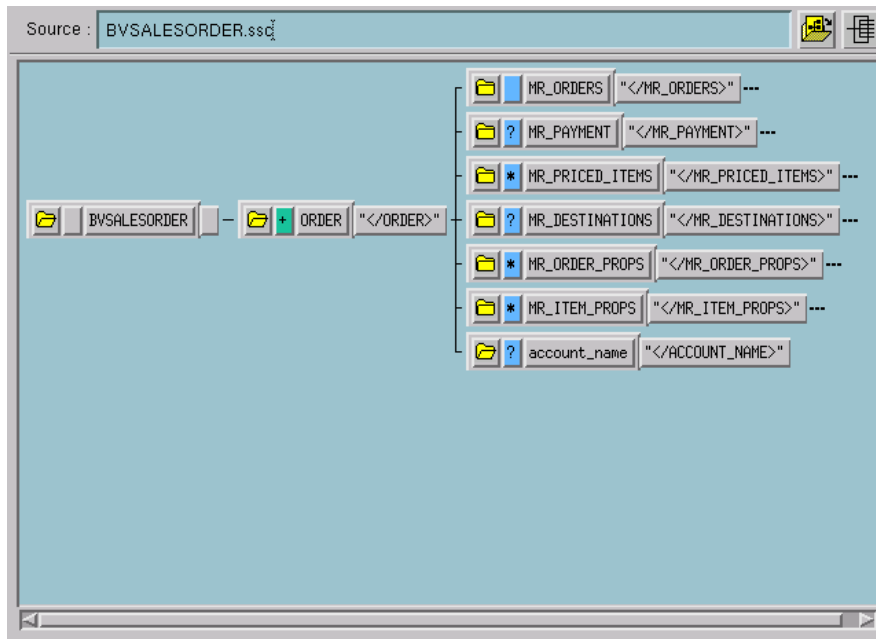 Source : BVSALESORDER.ssc
MR_ORDERS "</MR_ORDERS>" ---
? MR_PAYMENT "</MR_PAYMENT>" ---
* MR_PRICED_ITEMS "</MR_PRICED_ITEMS>" ---
BVSALESORDER + ORDER "</ORDER>" ? MR_DESTINATIONS "</MR_DESTINATIONS>" ---
* MR_ORDER_PROPS "</MR_ORDER_PROPS>" ---
* MR_ITEM_PROPS "</MR_ITEM_PROPS>" ---
? account_name "</ACCOUNT_NAME>"